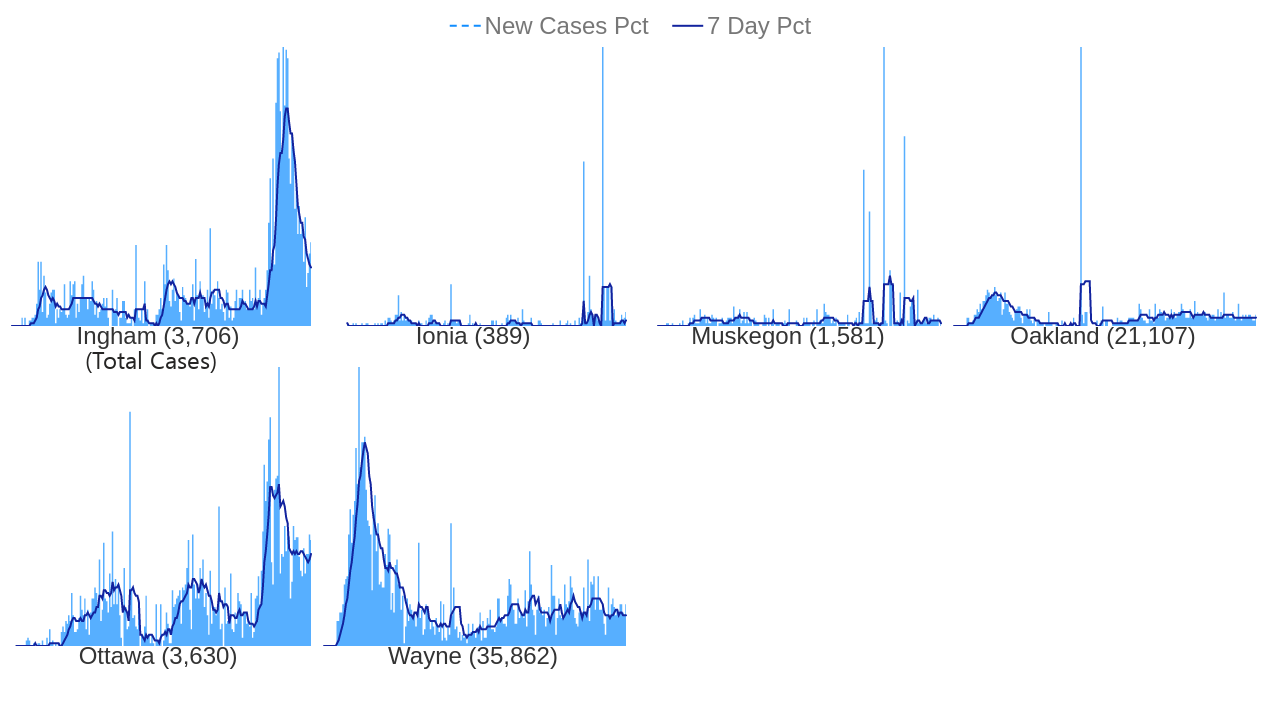 New Cases Pct 7 Day Pct
Ingham (3,706)
(Total Cases)
Ionia (389)
Muskegon (1,581)
Oakland (21,107)
Ottawa (3,630)
Wayne (35,862)